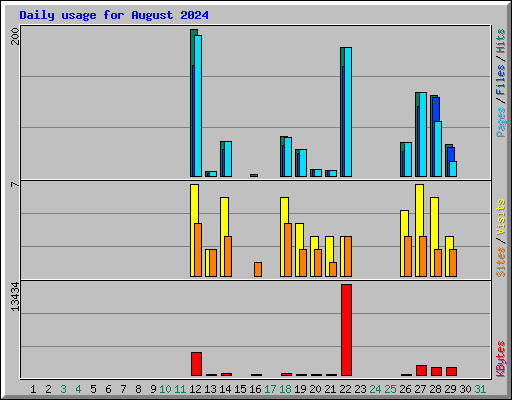 Daily usage for August 2024
200
7
13434
Pages / Files / Hits
Sites / Visits
KBytes
1 2 3 4 5 6 7 8 9 10 11 12 13 14 15 16 17 18 19 20 21 22 23 24 25 26 27 28 29 30 31